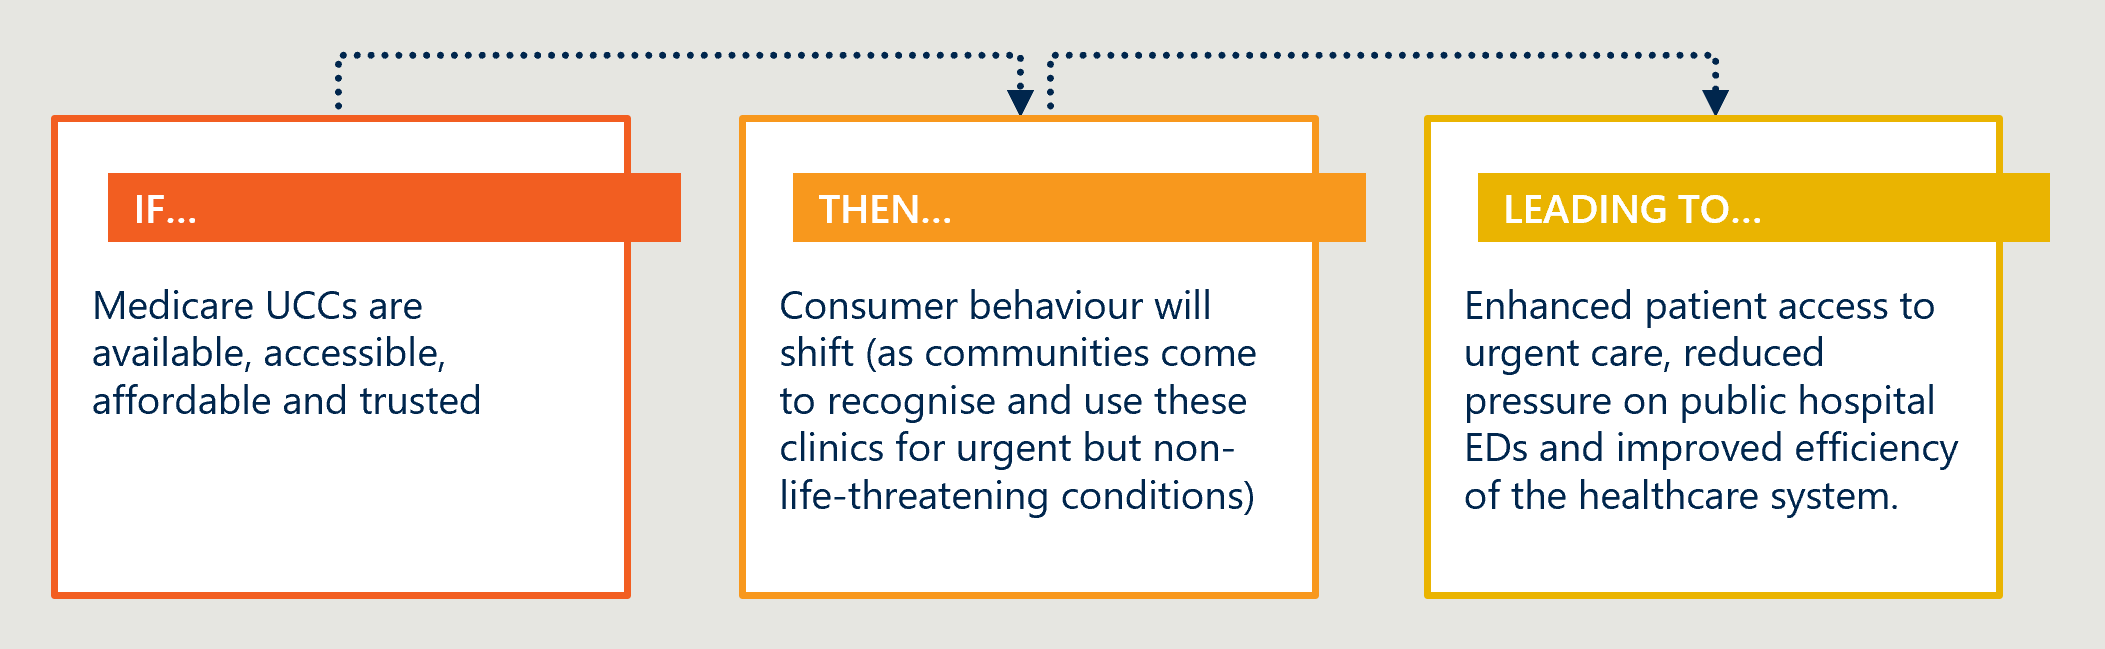 IF...
Medicare UCCs are
available, accessible,
affordable and trusted
THEN...
Consumer behaviour will
shift (as communities come
to recognise and use these
clinics for urgent but non-
life-threatening conditions)
LEADING TO...
Enhanced patient access to
urgent care, reduced
pressure on public hospital
EDs and improved efficiency
of the healthcare system.